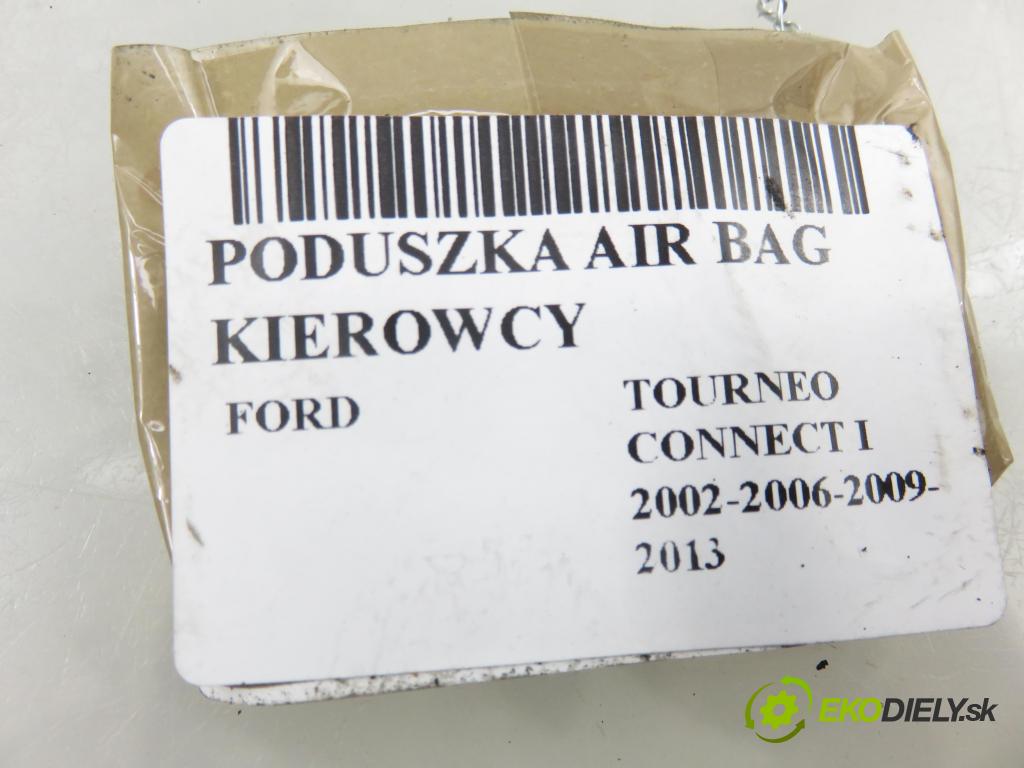 PODUSZKA AIR BAG
KIEROWCY
FORD
TOURNEO
CONNECT I
2002-2006-2009-
2013
EKODIELY.sk